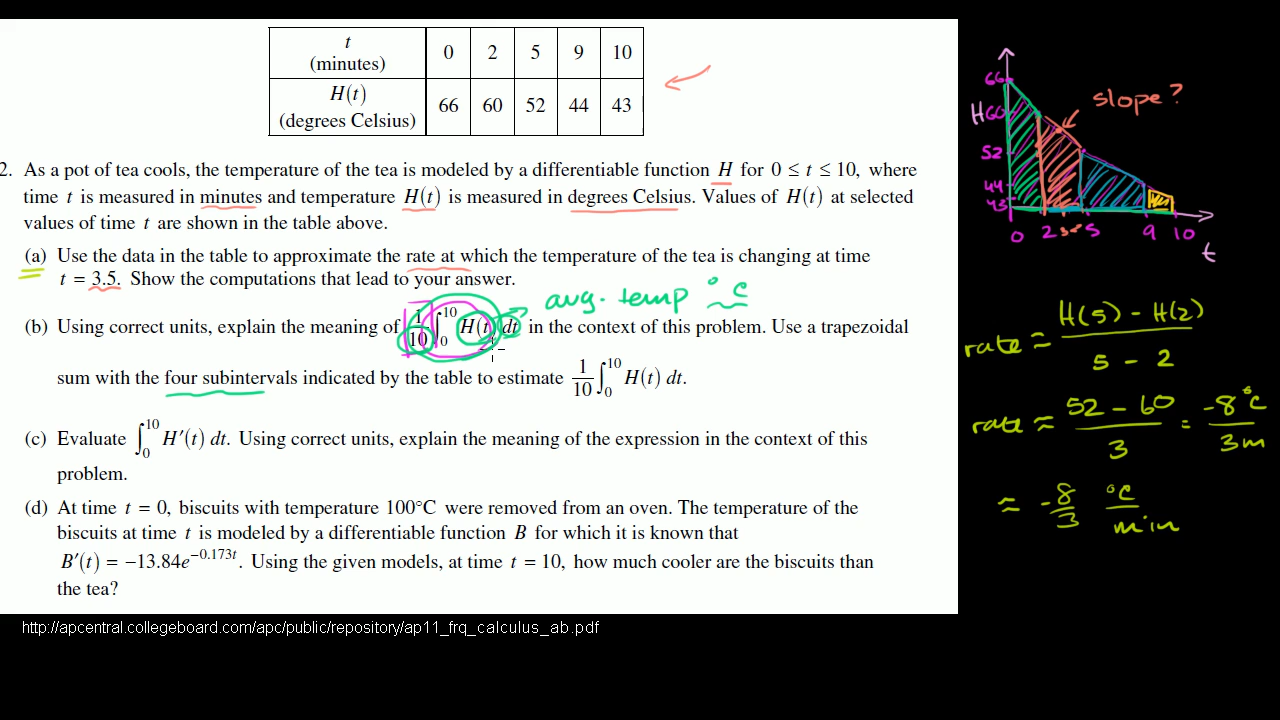 t (minutes) 0 2 5 9 10
H(t) (degrees Celsius) 66 60 52 44 43
2. As a pot of tea cools, the temperature of the tea is modeled by a differentiable function H for 0 ≤ t ≤ 10, where
time t is measured in minutes and temperature H(t) is measured in degrees Celsius. Values of H(t) at selected
values of time t are shown in the table above.
(a) Use the data in the table to approximate the rate at which the temperature of the tea is changing at time
t = 3.5. Show the computations that lead to your answer.
avg. temp °C
(b) Using correct units, explain the meaning of 1/10 ∫₀¹⁰ H(t) dt in the context of this problem. Use a trapezoidal
sum with the four subintervals indicated by the table to estimate 1/10 ∫₀¹⁰ H(t) dt.
(c) Evaluate ∫₀¹⁰ H′(t) dt. Using correct units, explain the meaning of the expression in the context of this
problem.
(d) At time t = 0, biscuits with temperature 100°C were removed from an oven. The temperature of the
biscuits at time t is modeled by a differentiable function B for which it is known that
B′(t) = −13.84e^(−0.173t). Using the given models, at time t = 10, how much cooler are the biscuits than
the tea?
http://apcentral.collegeboard.com/apc/public/repository/ap11_frq_calculus_ab.pdf
66
slope?
H 60
52
44
43
0 2 5 9 10
t
rate ≈ H(5) - H(2) / 5 - 2
rate ≈ 52 - 60 / 3 = -8°C / 3m
≈ -8/3 °C/min